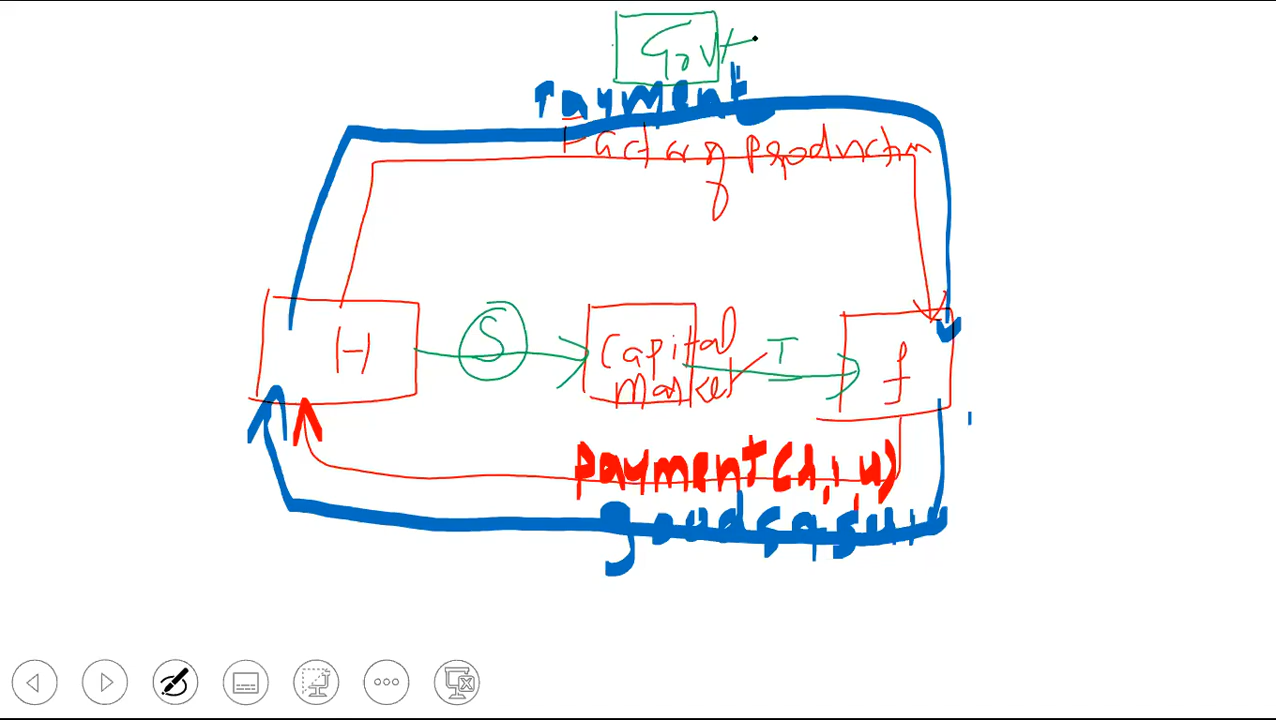 Govt
Payment
Factor of Production
H
S
Capital
market
I
f
payment(